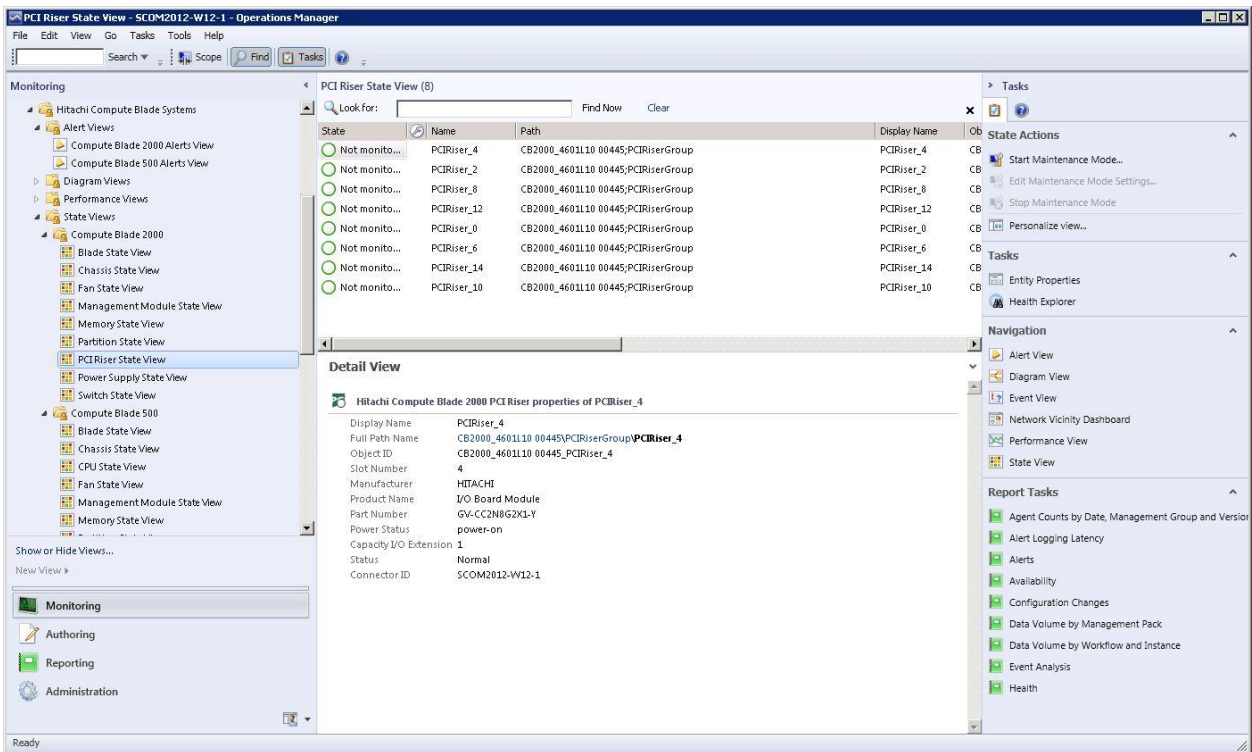 PCI Riser State View - SCOM2012-W12-1 - Operations Manager
File Edit View Go Tasks Tools Help
Search Scope Find Tasks
Monitoring
Hitachi Compute Blade Systems
Alert Views
Compute Blade 2000 Alerts View
Compute Blade 500 Alerts View
Diagram Views
Performance Views
State Views
Compute Blade 2000
Blade State View
Chassis State View
Fan State View
Management Module State View
Memory State View
Partition State View
PCI Riser State View
Power Supply State View
Switch State View
Compute Blade 500
Blade State View
Chassis State View
CPU State View
Fan State View
Management Module State View
Memory State View
Show or Hide Views...
New View
Monitoring
Authoring
Reporting
Administration
Ready
PCI Riser State View (8)
Look for: Find Now Clear
State Name Path Display Name Ob
Not monito... PCIRiser_4 CB2000_4601L10 00445;PCIRiserGroup PCIRiser_4 CB
Not monito... PCIRiser_2 CB2000_4601L10 00445;PCIRiserGroup PCIRiser_2 CB
Not monito... PCIRiser_8 CB2000_4601L10 00445;PCIRiserGroup PCIRiser_8 CB
Not monito... PCIRiser_12 CB2000_4601L10 00445;PCIRiserGroup PCIRiser_12 CB
Not monito... PCIRiser_0 CB2000_4601L10 00445;PCIRiserGroup PCIRiser_0 CB
Not monito... PCIRiser_6 CB2000_4601L10 00445;PCIRiserGroup PCIRiser_6 CB
Not monito... PCIRiser_14 CB2000_4601L10 00445;PCIRiserGroup PCIRiser_14 CB
Not monito... PCIRiser_10 CB2000_4601L10 00445;PCIRiserGroup PCIRiser_10 CB
Detail View
Hitachi Compute Blade 2000 PCI Riser properties of PCIRiser_4
Display Name PCIRiser_4
Full Path Name CB2000_4601L10 00445\PCIRiserGroup\PCIRiser_4
Object ID CB2000_4601L10 00445_PCIRiser_4
Slot Number 4
Manufacturer HITACHI
Product Name I/O Board Module
Part Number GV-CC2N8G2X1-Y
Power Status power-on
Capacity I/O Extension 1
Status Normal
Connector ID SCOM2012-W12-1
Tasks
State Actions
Start Maintenance Mode...
Edit Maintenance Mode Settings...
Stop Maintenance Mode
Personalize view...
Tasks
Entity Properties
Health Explorer
Navigation
Alert View
Diagram View
Event View
Network Vicinity Dashboard
Performance View
State View
Report Tasks
Agent Counts by Date, Management Group and Version
Alert Logging Latency
Alerts
Availability
Configuration Changes
Data Volume by Management Pack
Data Volume by Workflow and Instance
Event Analysis
Health